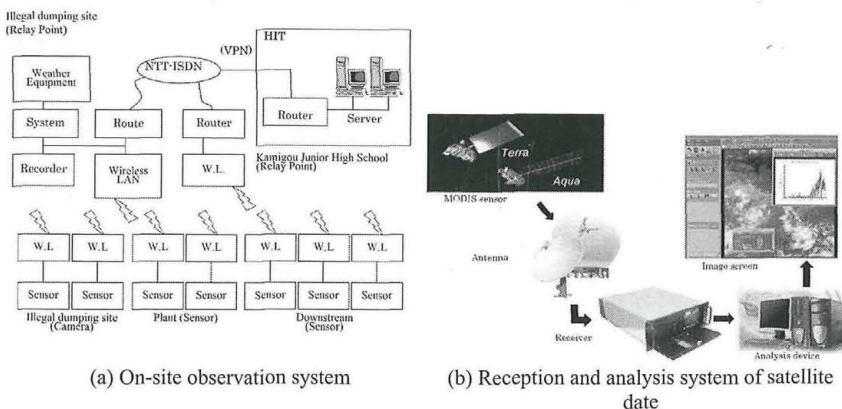 Illegal dumping site
(Relay Point)
Weather
Equipment
System
Recorder
NTT-ISDN
(VPN)
Route
Router
Wireless
LAN
W.L.
HIT
Router
Server
Kamigou Junior High School
(Relay Point)
W.L
W.L
W.L
W.L
W.L
W.L
W.L
Sensor
Sensor
Sensor
Sensor
Sensor
Sensor
Sensor
Illegal dumping site
(Camera)
Plant (Sensor)
Downstream
(Sensor)
(a) On-site observation system
Terra
Aqua
MODIS sensor
Antenna
Receiver
Analysis device
Image screen
(b) Reception and analysis system of satellite
date